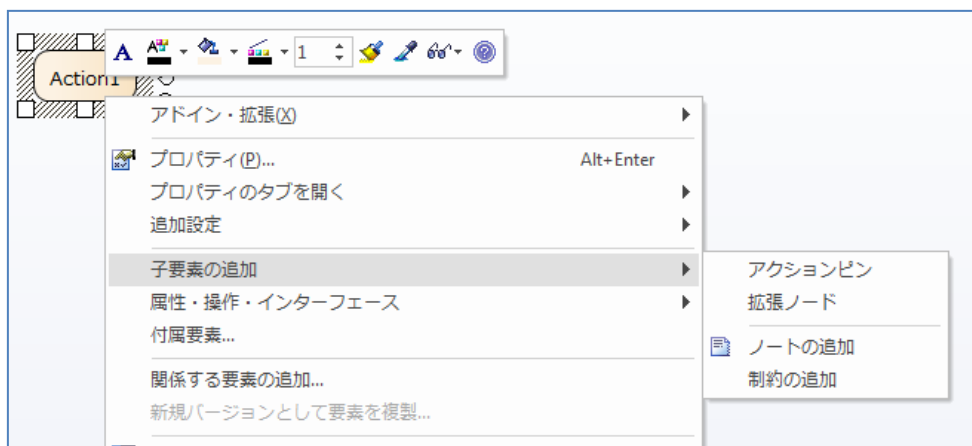 A A 1
Action1
アドイン・拡張(X)
プロパティ(P)... Alt+Enter
プロパティのタブを開く
追加設定
子要素の追加
アクションピン
属性・操作・インターフェース
拡張ノード
付属要素...
ノートの追加
関係する要素の追加...
制約の追加
新規バージョンとして要素を複製...